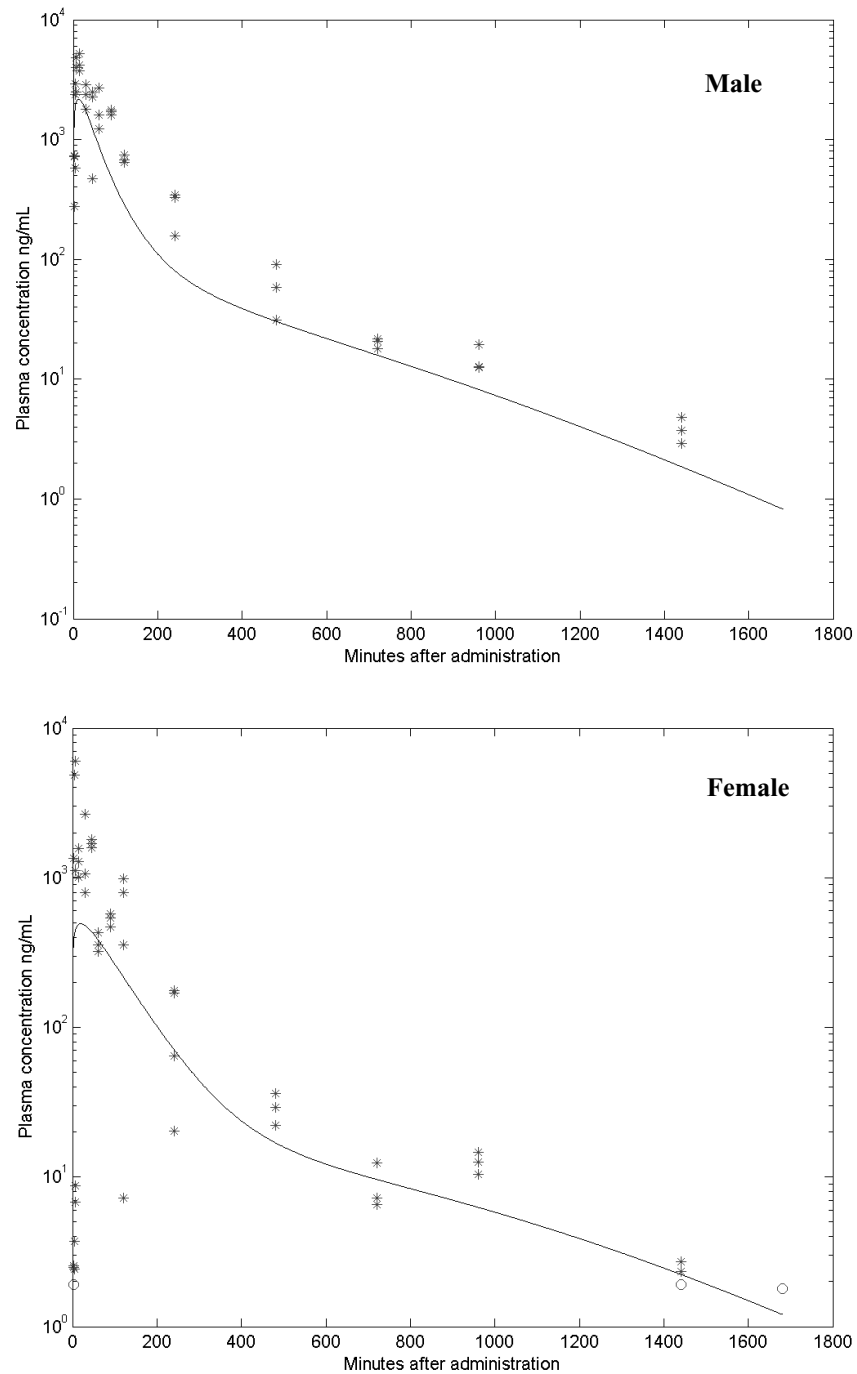 10^4
Male
10^3
Plasma concentration ng/mL
10^2
10^1
10^0
10^-1
0 200 400 600 800 1000 1200 1400 1600 1800
Minutes after administration
10^4
Female
10^3
Plasma concentration ng/mL
10^2
10^1
10^0
0 200 400 600 800 1000 1200 1400 1600 1800
Minutes after administration